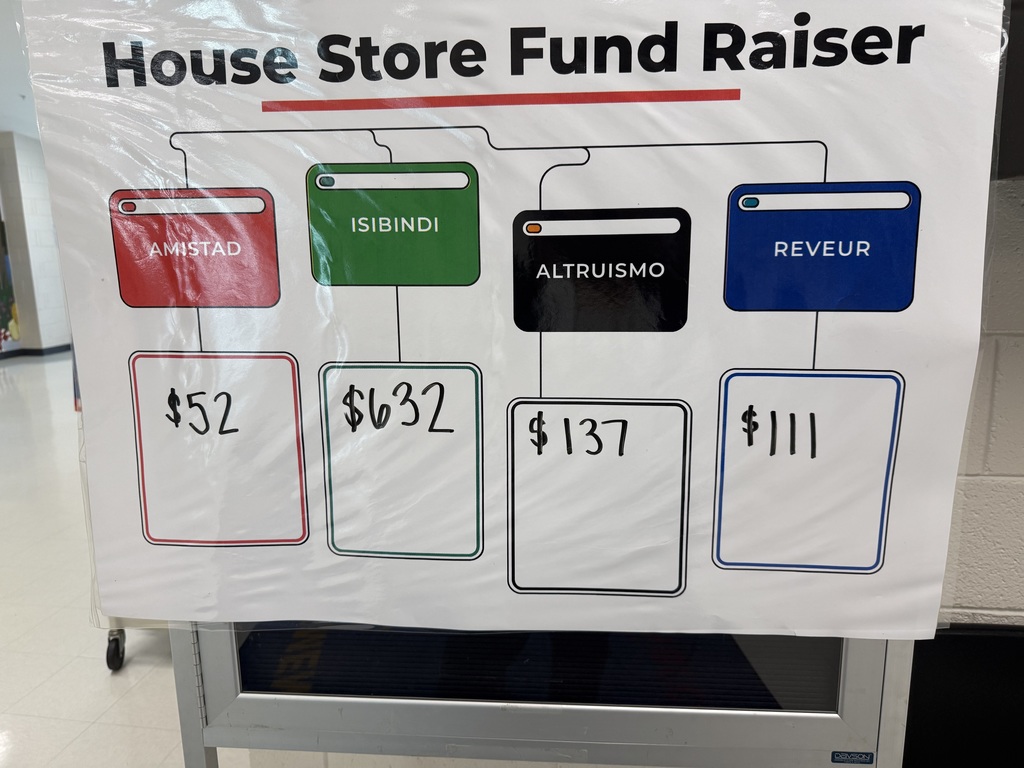 House Store Fund Raiser
AMISTAD
ISIBINDI
ALTRUISMO
REVEUR
$52
$632
$137
$111